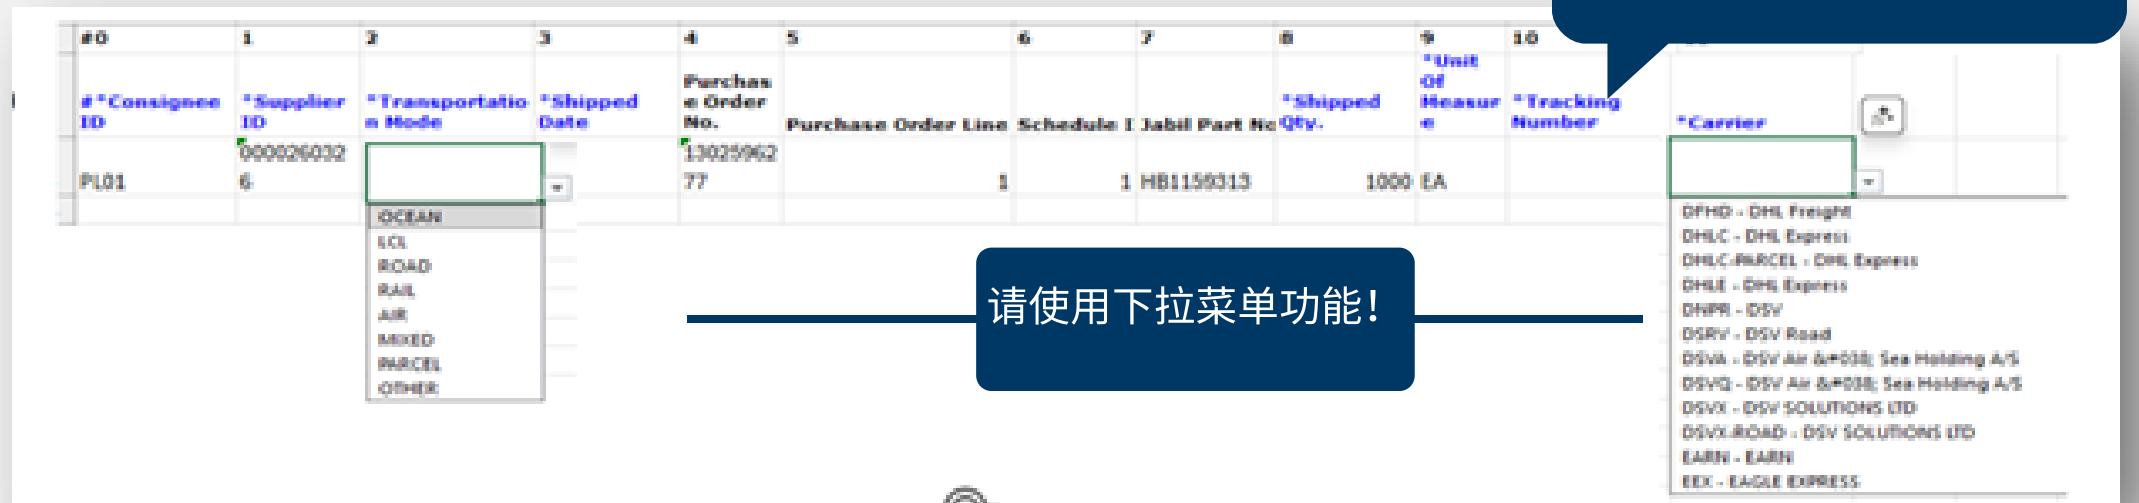 #0 1 2 3 4 5 6 7 8 9 10
#*Consignee ID
*Supplier ID
*Transportation Mode
*Shipped Date
Purchase Order No.
Purchase Order Line
Schedule I
Jabil Part No
*Shipped Qty.
*Unit Of Measure
*Tracking Number
*Carrier
PL01
0000260326
1302596277
1
1
HB1159313
1000
EA
OCEAN
LCL
ROAD
RAIL
AIR
MIXED
PARCEL
OTHER
请使用下拉菜单功能！
DFHD - DHL Freight
DHLC - DHL Express
DHLC-PARCEL - DHL Express
DHLE - DHL Express
DNPR - DSV
DSRV - DSV Road
DSVA - DSV Air &#038; Sea Holding A/S
DSVQ - DSV Air &#038; Sea Holding A/S
DSVX - DSV SOLUTIONS LTD
DSVX-ROAD - DSV SOLUTIONS LTD
EARN - EARN
EEX - EAGLE EXPRESS